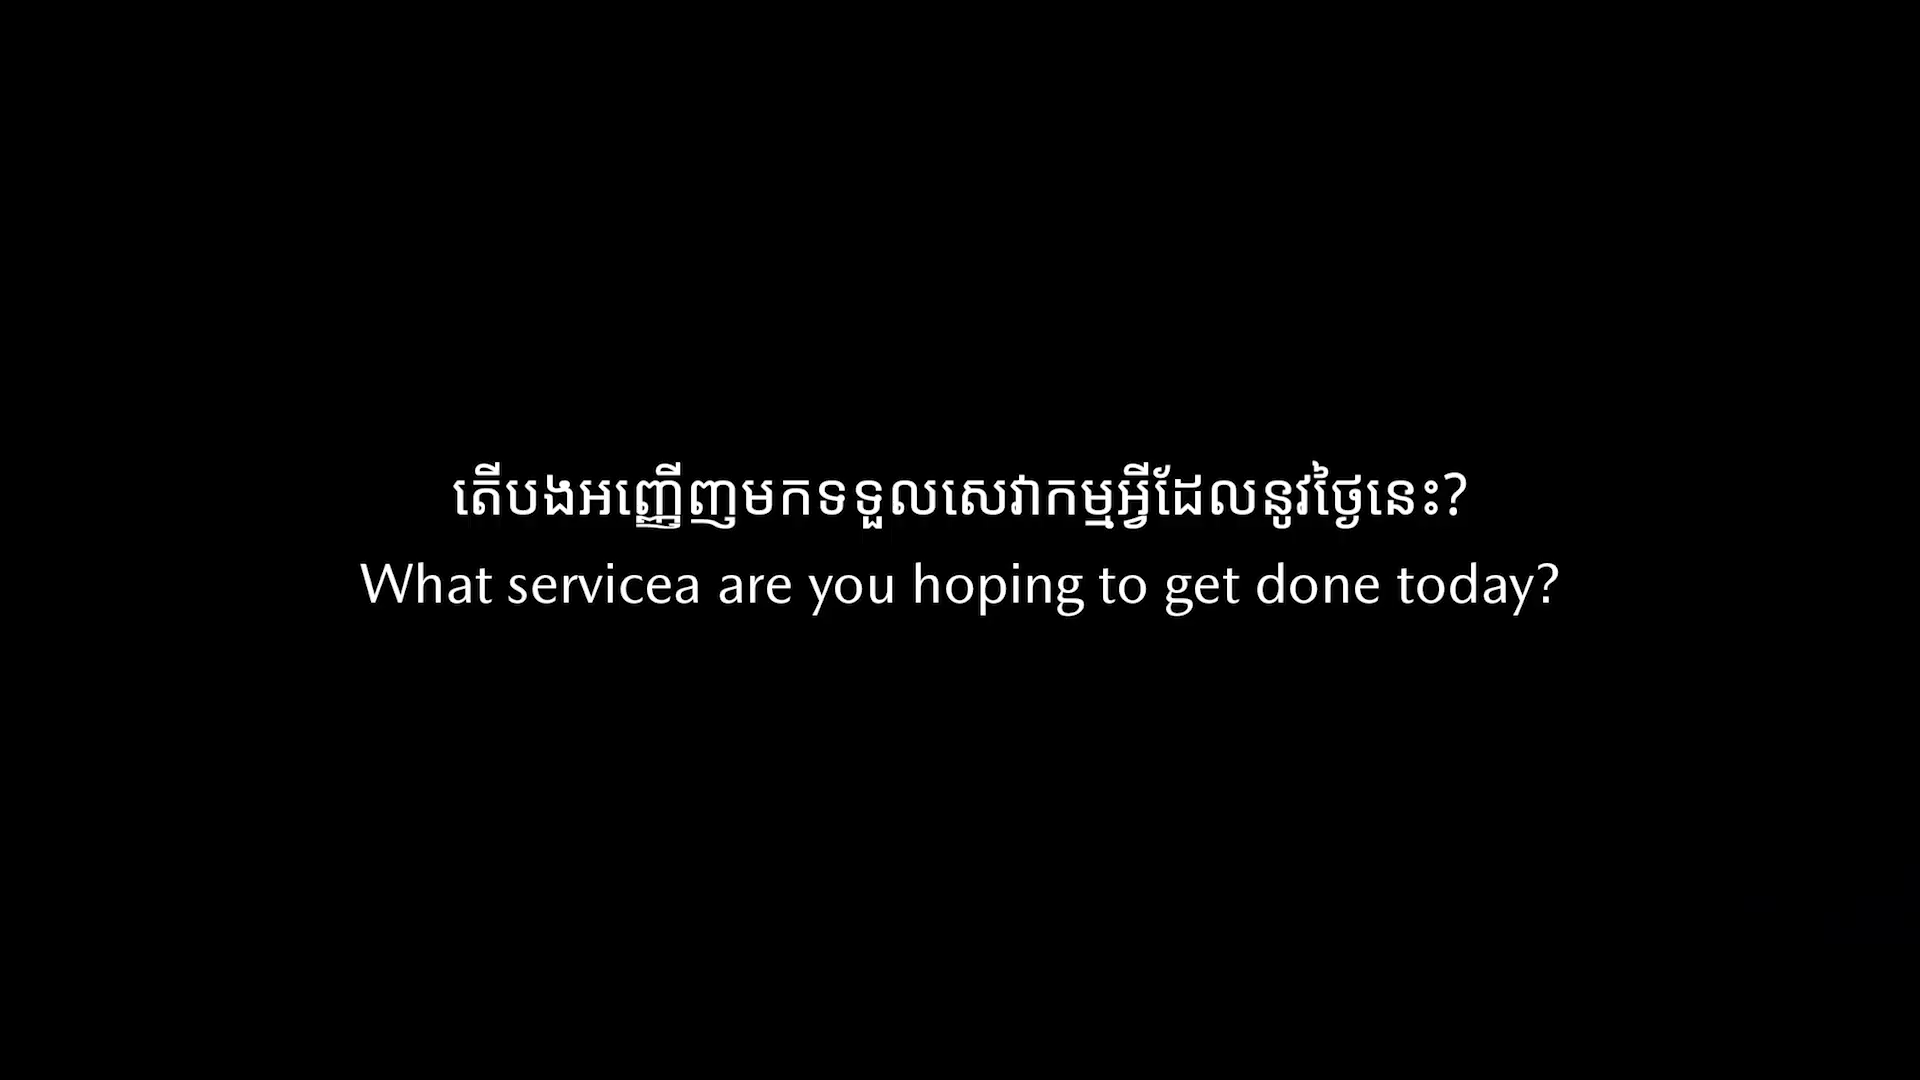 តើបងអញ្ញើញមកទទួលសេវាកម្មអ្វីដែលនូវថ្ងៃនេះ?
What servicea are you hoping to get done today?